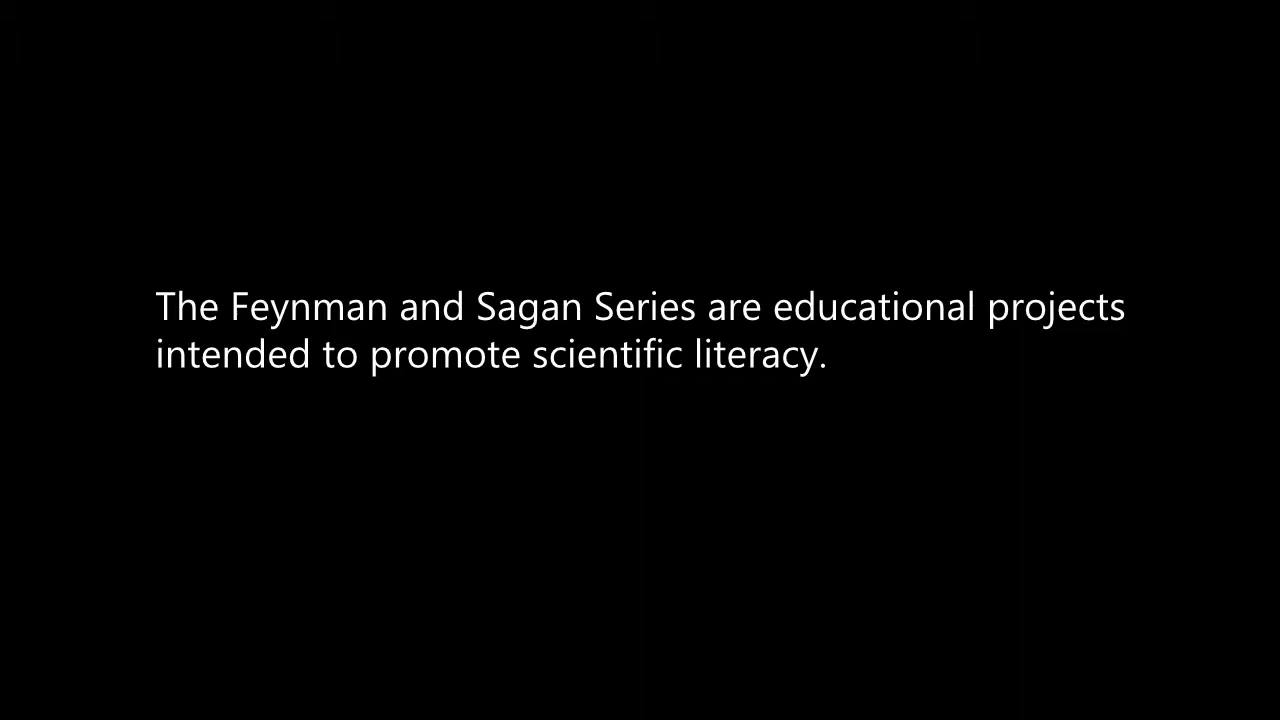 The Feynman and Sagan Series are educational projects
intended to promote scientific literacy.